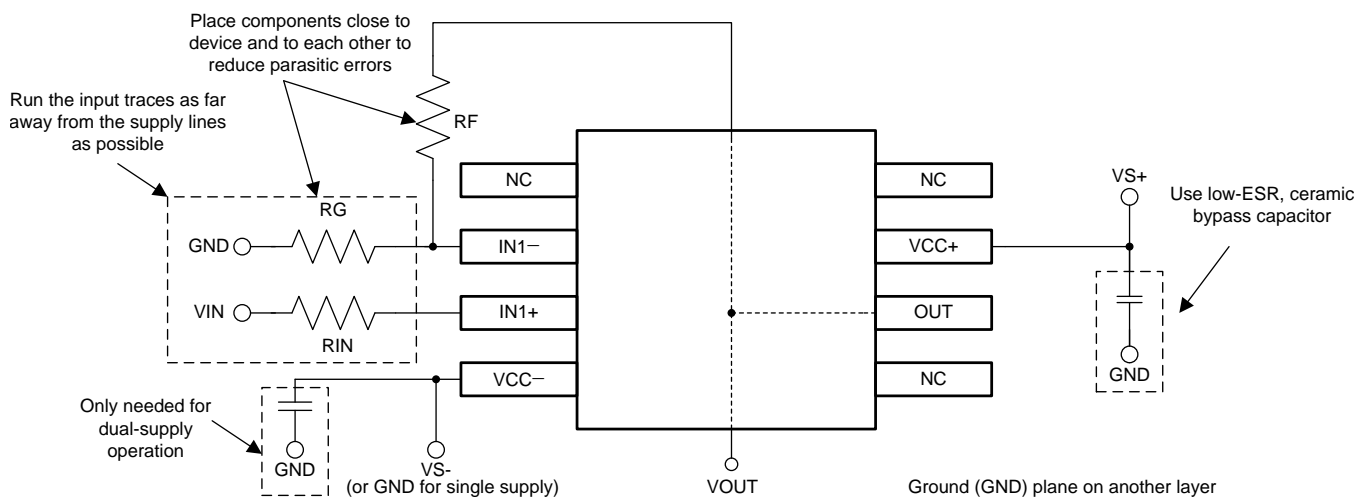 Place components close to
device and to each other to
reduce parasitic errors
Run the input traces as far
away from the supply lines
as possible
RF
NC
NC
VS+
Use low-ESR, ceramic
bypass capacitor
RG
GND
IN1−
VCC+
VIN
IN1+
OUT
RIN
VCC−
NC
GND
Only needed for
dual-supply
operation
GND
VS-
(or GND for single supply)
VOUT
Ground (GND) plane on another layer